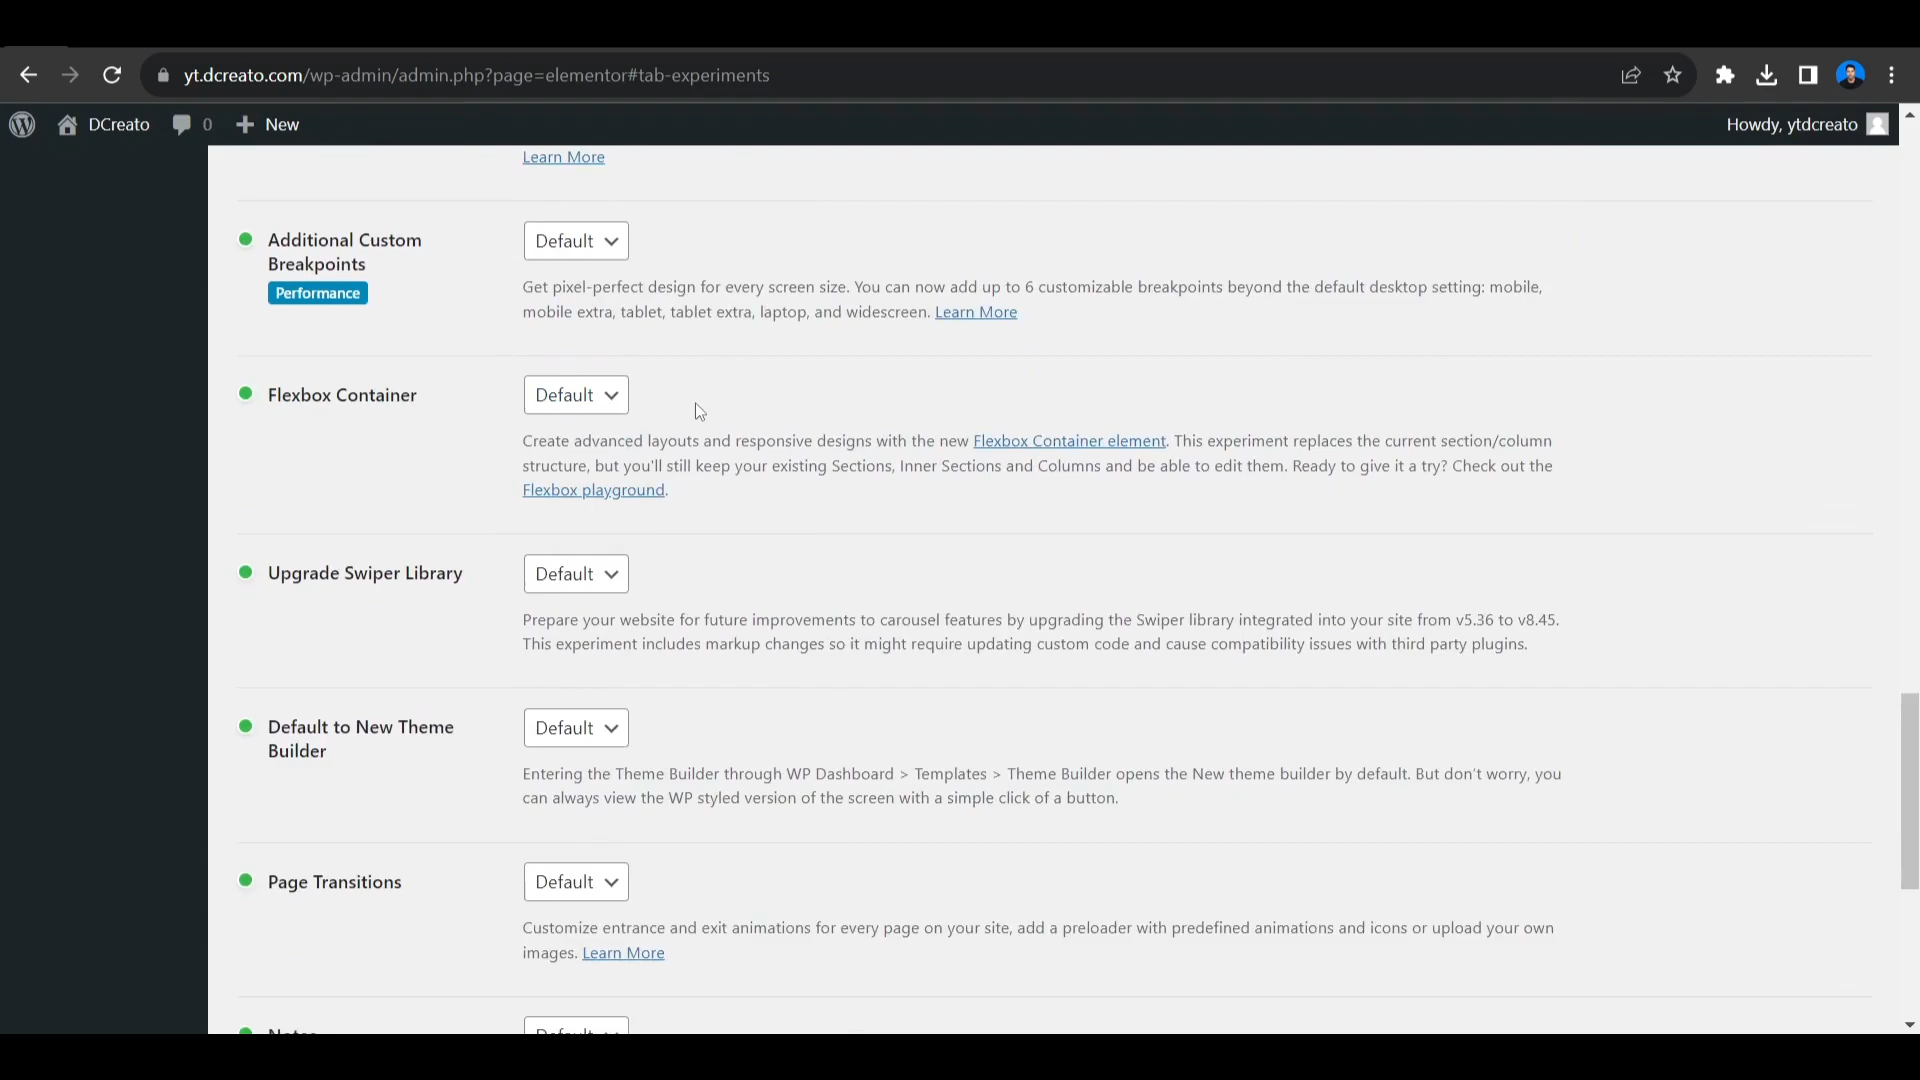 yt.dcreato.com/wp-admin/admin.php?page=elementor#tab-experiments
DCreato 0 New Howdy, ytdcreato
Learn More
Additional Custom
Breakpoints
Performance
Default
Get pixel-perfect design for every screen size. You can now add up to 6 customizable breakpoints beyond the default desktop setting: mobile,
mobile extra, tablet, tablet extra, laptop, and widescreen. Learn More
Flexbox Container
Default
Create advanced layouts and responsive designs with the new Flexbox Container element. This experiment replaces the current section/column
structure, but you'll still keep your existing Sections, Inner Sections and Columns and be able to edit them. Ready to give it a try? Check out the
Flexbox playground.
Upgrade Swiper Library
Default
Prepare your website for future improvements to carousel features by upgrading the Swiper library integrated into your site from v5.36 to v8.45.
This experiment includes markup changes so it might require updating custom code and cause compatibility issues with third party plugins.
Default to New Theme
Builder
Default
Entering the Theme Builder through WP Dashboard > Templates > Theme Builder opens the New theme builder by default. But don’t worry, you
can always view the WP styled version of the screen with a simple click of a button.
Page Transitions
Default
Customize entrance and exit animations for every page on your site, add a preloader with predefined animations and icons or upload your own
images. Learn More
Notes
Default